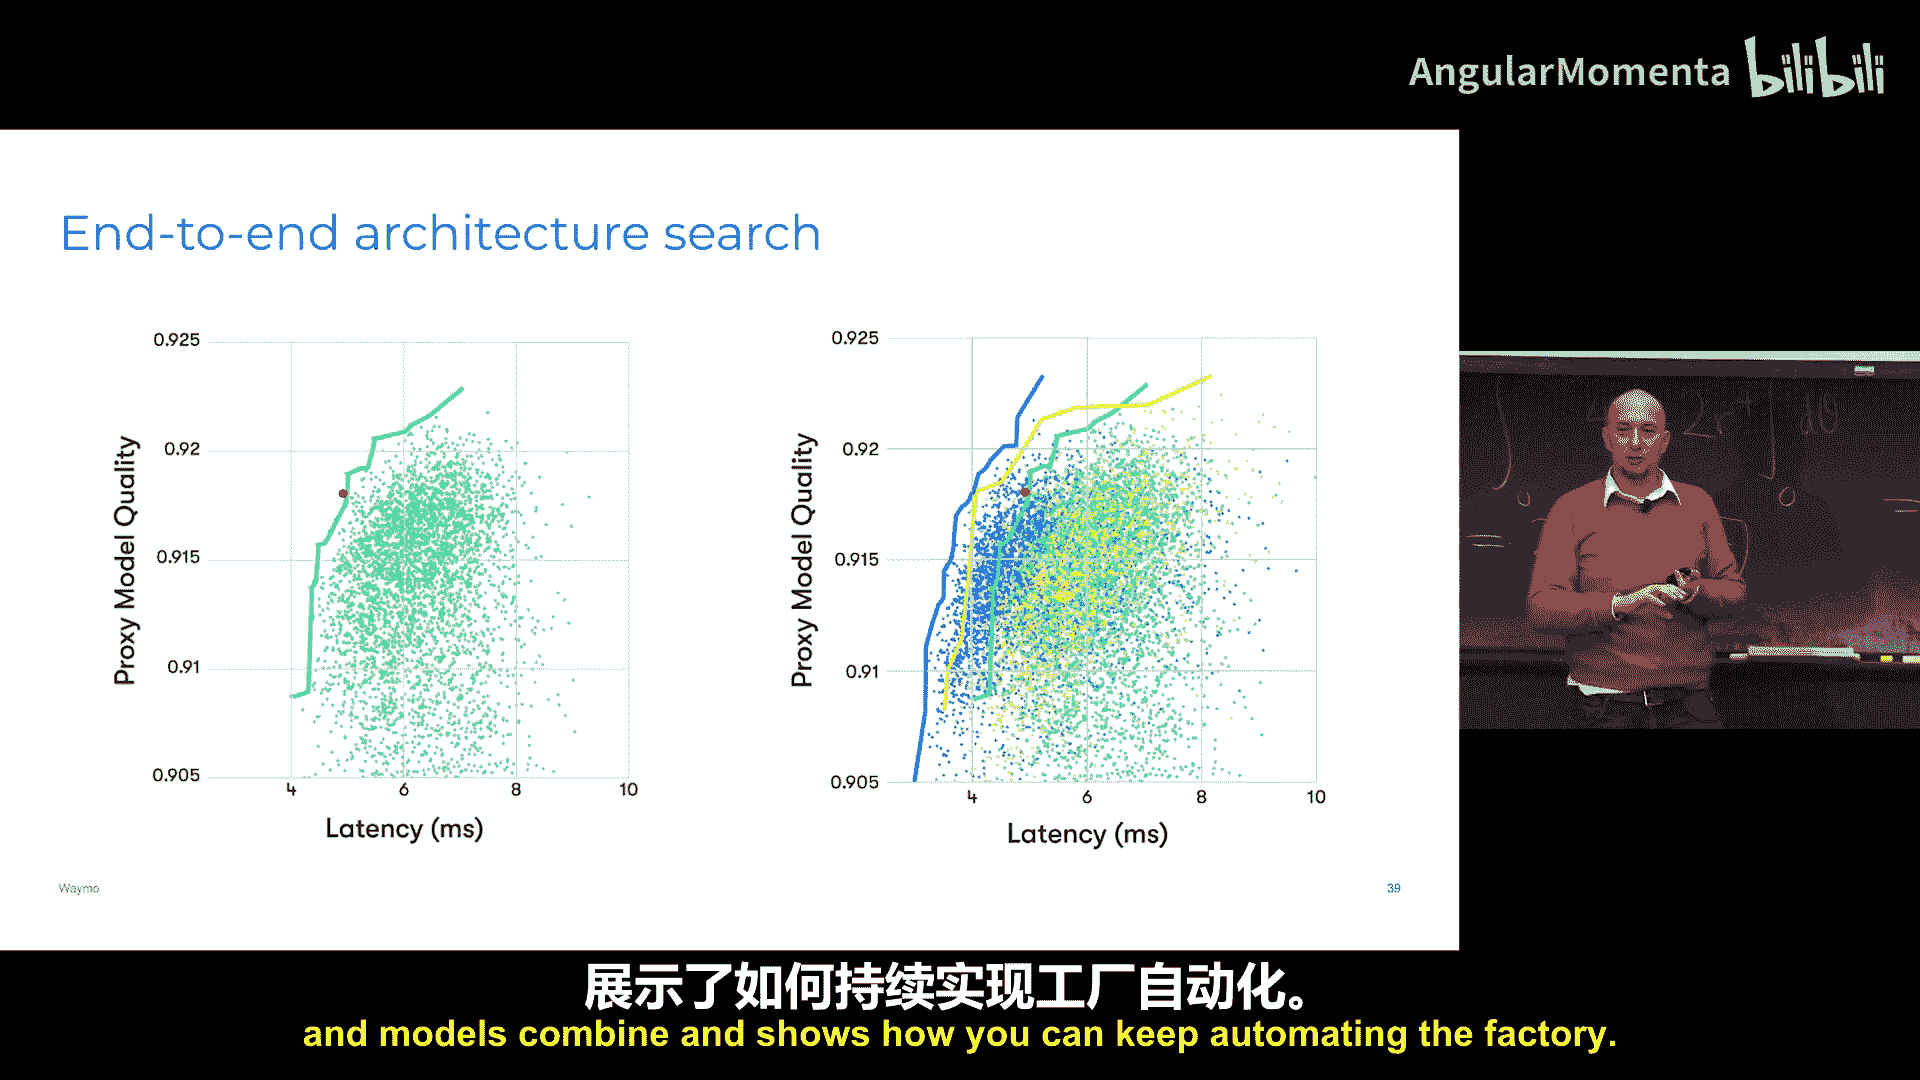 AngularMomenta bilibili
End-to-end architecture search
0.925
0.92
0.915
0.91
0.905
4 6 8 10
Proxy Model Quality
Latency (ms)
0.925
0.92
0.915
0.91
0.905
4 6 8 10
Proxy Model Quality
Latency (ms)
Waymo
39
展示了如何持续实现工厂自动化。
and models combine and shows how you can keep automating the factory.